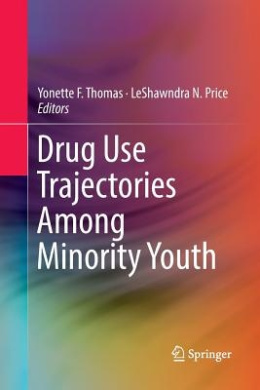 Yonette F. Thomas · LeShawndra N. Price
Editors
Drug Use
Trajectories
Among
Minority Youth
Springer